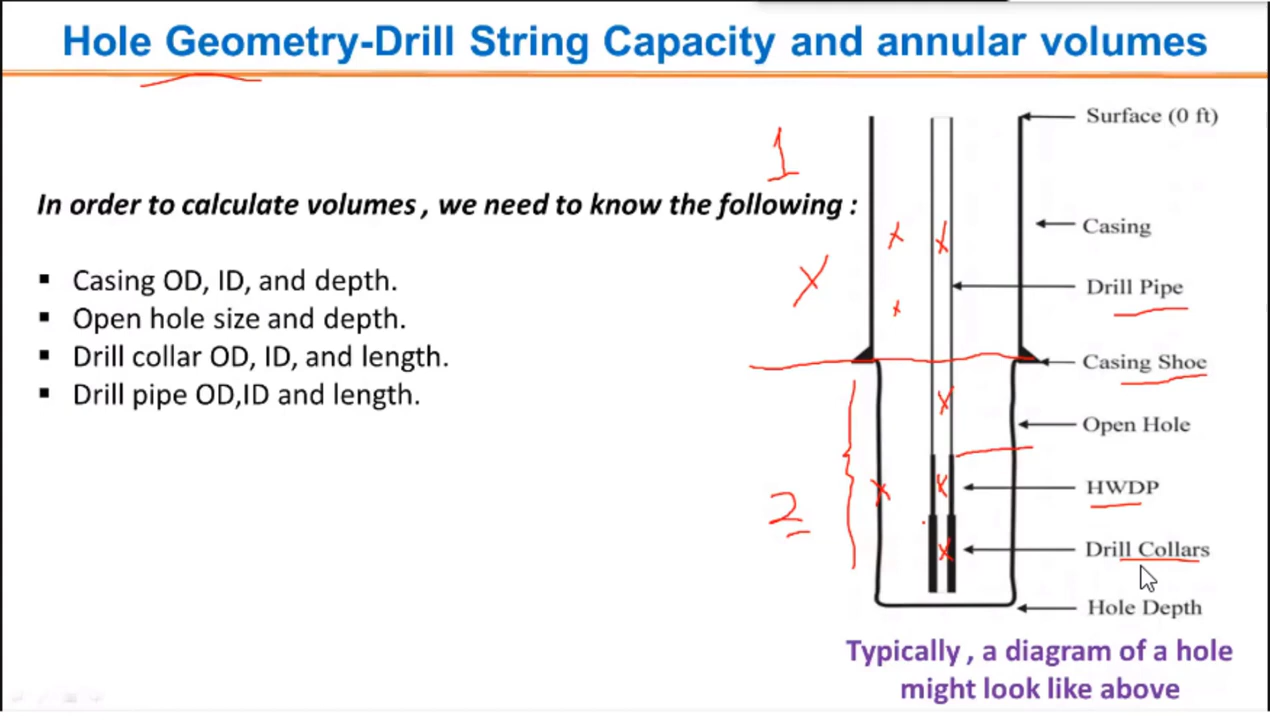 Hole Geometry-Drill String Capacity and annular volumes
1
In order to calculate volumes , we need to know the following :
▪ Casing OD, ID, and depth.
▪ Open hole size and depth.
▪ Drill collar OD, ID, and length.
▪ Drill pipe OD,ID and length.
Surface (0 ft)
Casing
Drill Pipe
Casing Shoe
Open Hole
HWDP
2
Drill Collars
Hole Depth
Typically , a diagram of a hole
might look like above